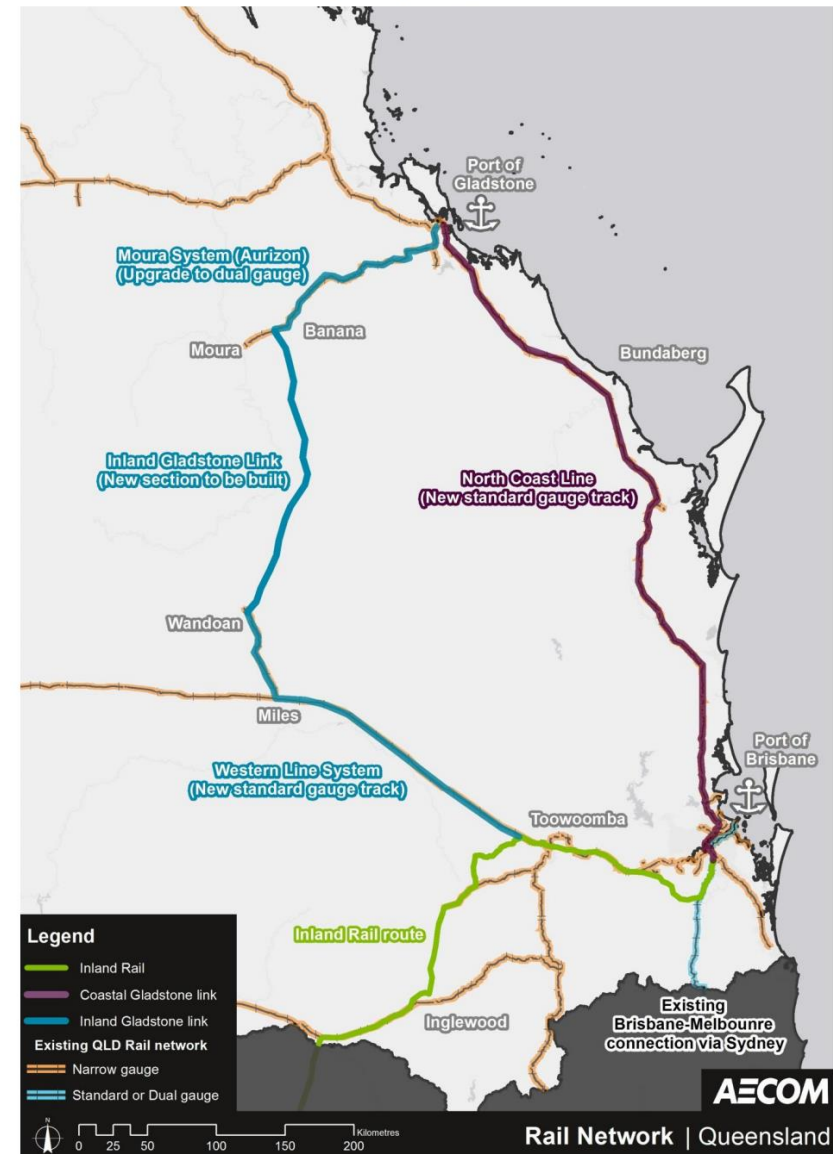 Port of
Gladstone
Moura System (Aurizon)
(Upgrade to dual gauge)
Banana
Moura
Bundaberg
Inland Gladstone Link
(New section to be built)
North Coast Line
(New standard gauge track)
Wandoan
Miles
Port of
Brisbane
Western Line System
(New standard gauge track)
Toowoomba
Inland Rail route
Inglewood
Existing
Brisbane-Melbounre
connection via Sydney
Legend
Inland Rail
Coastal Gladstone link
Inland Gladstone link
Existing QLD Rail network
Narrow gauge
Standard or Dual gauge
AECOM
N
Kilometres
0 25 50 100 150 200
Rail Network | Queensland